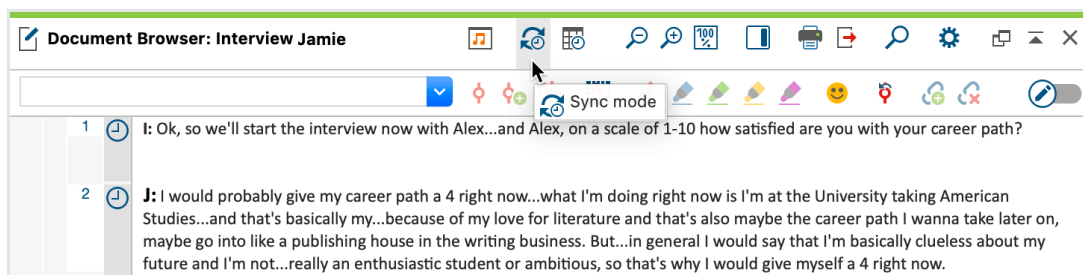 Document Browser: Interview Jamie
100
%
Sync mode
1 I: Ok, so we'll start the interview now with Alex...and Alex, on a scale of 1-10 how satisfied are you with your career path?
2 J: I would probably give my career path a 4 right now...what I'm doing right now is I'm at the University taking American
Studies...and that's basically my...because of my love for literature and that's also maybe the career path I wanna take later on,
maybe go into like a publishing house in the writing business. But...in general I would say that I'm basically clueless about my
future and I'm not...really an enthusiastic student or ambitious, so that's why I would give myself a 4 right now.